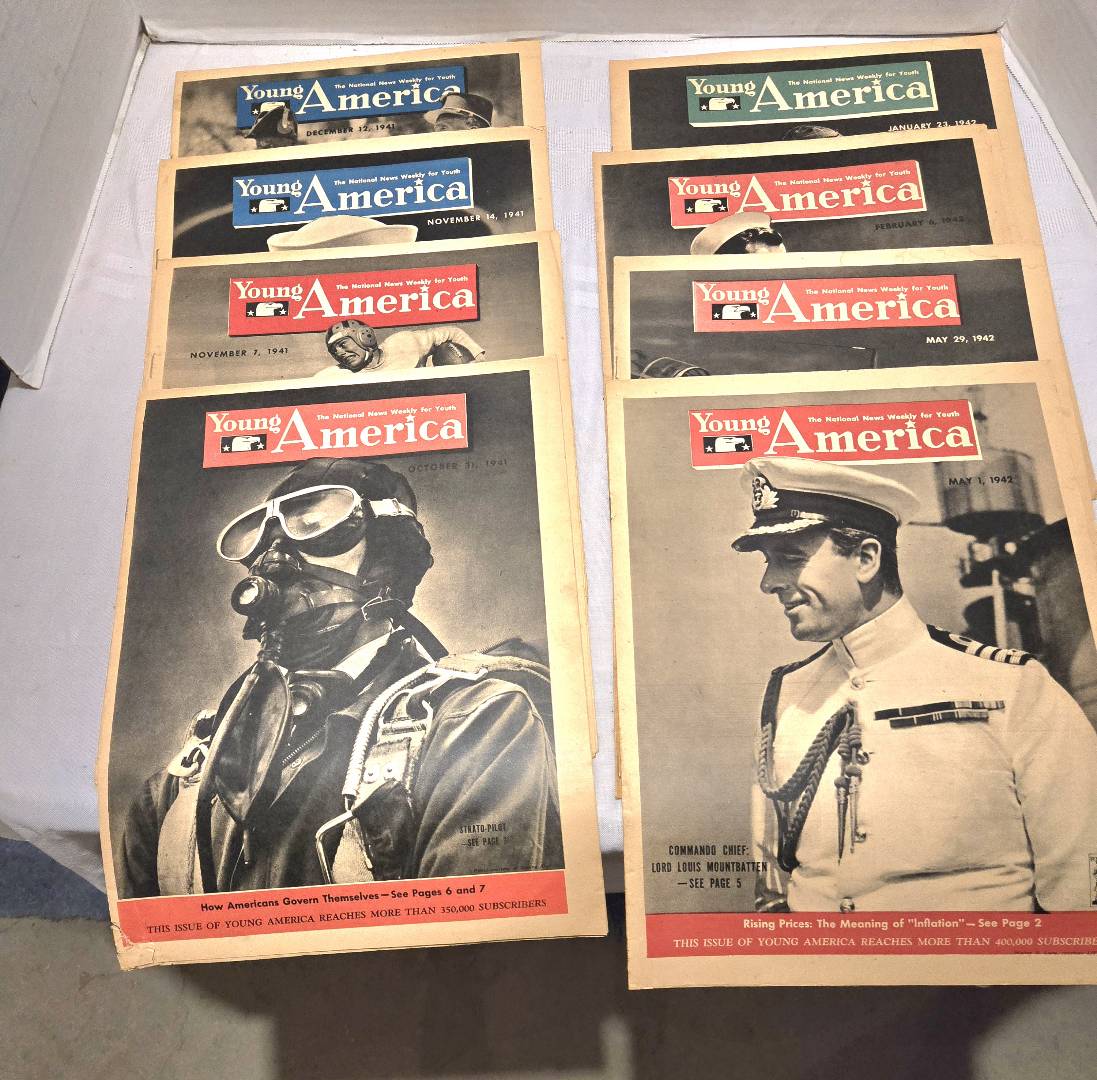 Young
The National News Weekly for Youth
America
DECEMBER 12, 1941
Young
The National News Weekly for Youth
America
NOVEMBER 14, 1941
Young
The National News Weekly for Youth
America
NOVEMBER 7, 1941
Young
The National News Weekly for Youth
America
OCTOBER 31, 1941
STRATO-PILOT
—SEE PAGE
How Americans Govern Themselves—See Pages 6 and 7
THIS ISSUE OF YOUNG AMERICA REACHES MORE THAN 350,000 SUBSCRIBERS
Young
The National News Weekly for Youth
America
JANUARY 23, 1942
Young
The National News Weekly for Youth
America
FEBRUARY 6, 1942
Young
The National News Weekly for Youth
America
MAY 29, 1942
Young
The National News Weekly for Youth
America
MAY 1, 1942
COMMANDO CHIEF:
LORD LOUIS MOUNTBATTEN
—SEE PAGE 5
Rising Prices: The Meaning of "Inflation"—See Page 2
THIS ISSUE OF YOUNG AMERICA REACHES MORE THAN 400,000 SUBSCRIBE